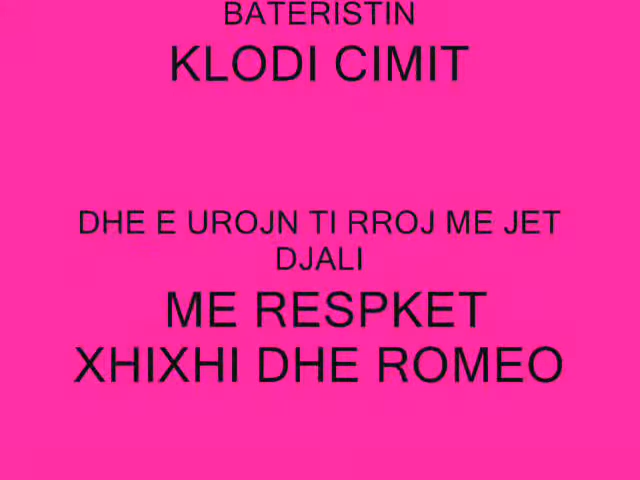 BATERISTIN
KLODI CIMIT
DHE E UROJN TI RROJ ME JET
DJALI
ME RESPKET
XHIXHI DHE ROMEO